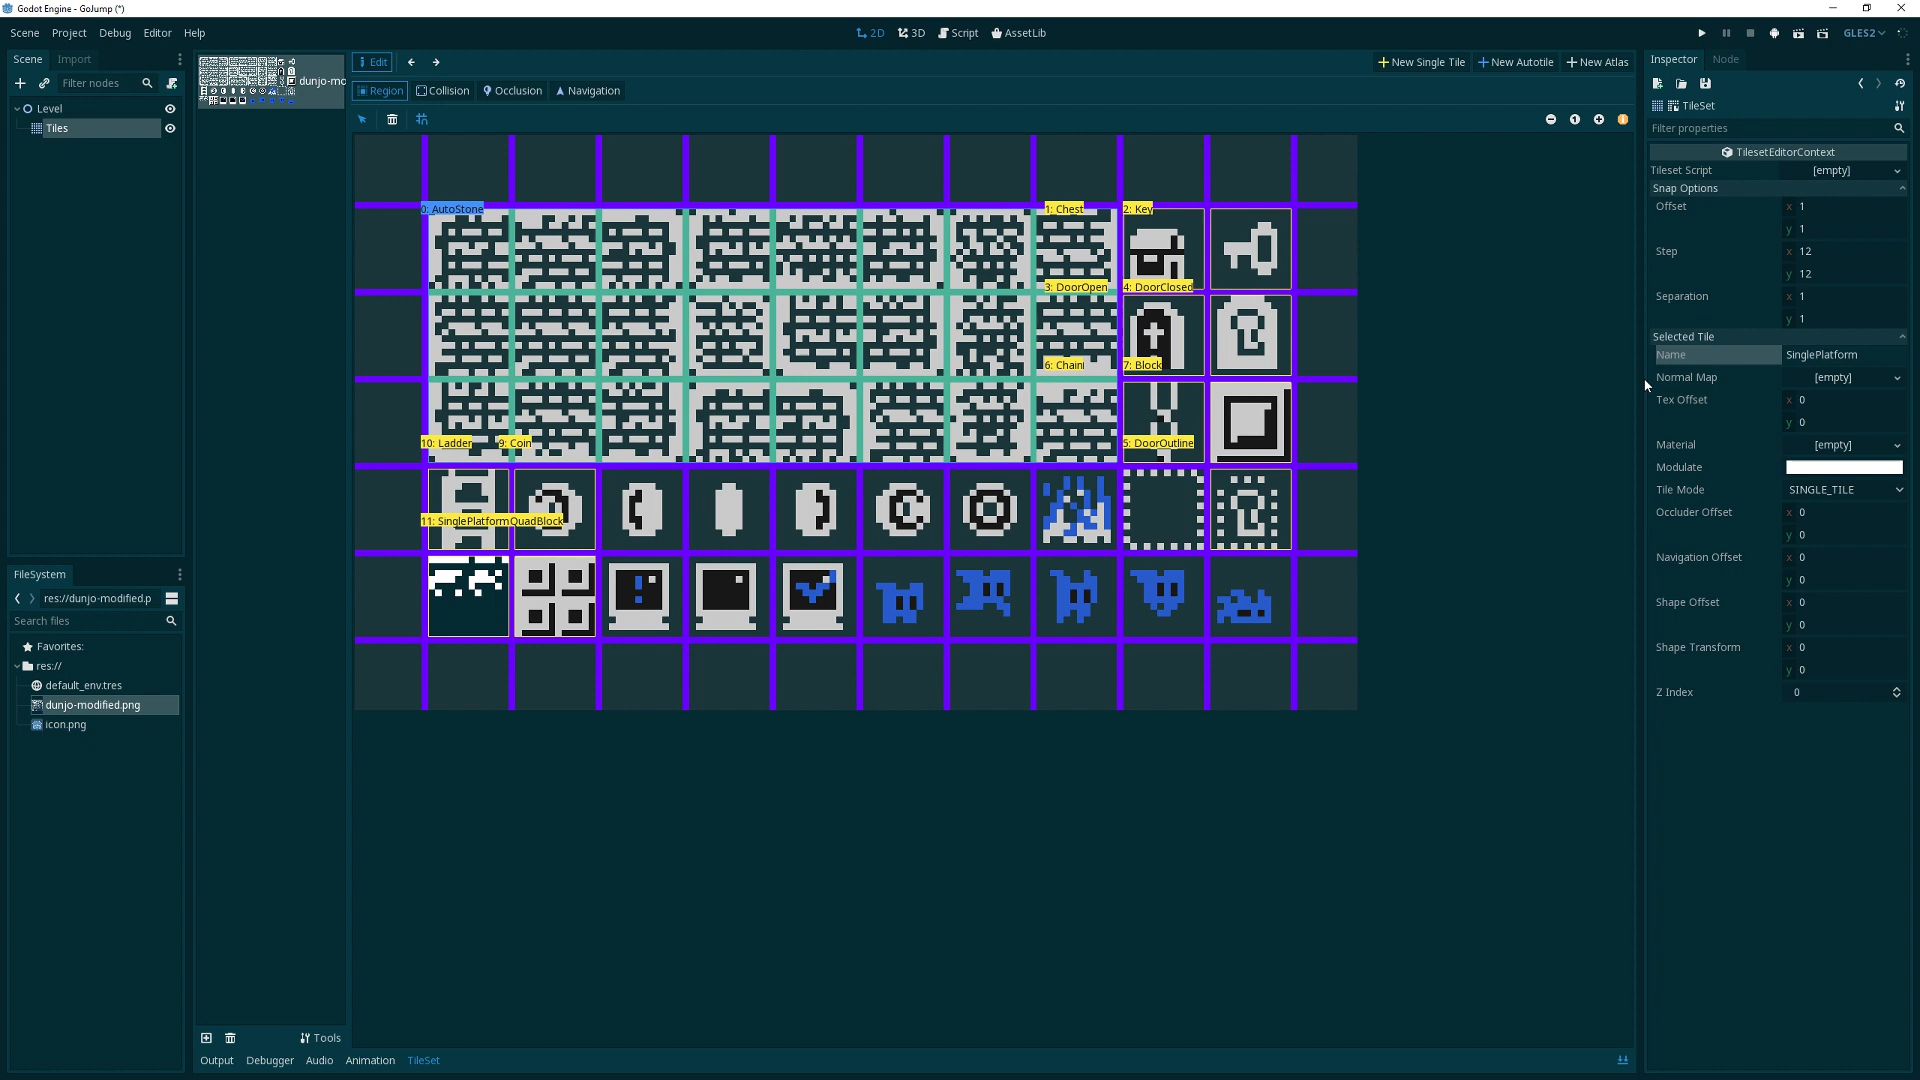 Godot Engine - GoJump (*)
Scene Project Debug Editor Help
2D 3D Script AssetLib
GLES2
Scene Import
Filter nodes
Level
Tiles
dunjo-mo
Edit
New Single Tile New Autotile New Atlas
Region Collision Occlusion Navigation
0: AutoStone
1: Chest
2: Key
3: DoorOpen
4: DoorClosed
6: Chain
7: Block
10: Ladder
9: Coin
5: DoorOutline
11: SinglePlatform
QuadBlock
FileSystem
res://dunjo-modified.p
Search files
Favorites:
res://
default_env.tres
dunjo-modified.png
icon.png
Tools
Output Debugger Audio Animation TileSet
Inspector Node
TileSet
Filter properties
TilesetEditorContext
Tileset Script [empty]
Snap Options
Offset x 1
y 1
Step x 12
y 12
Separation x 1
y 1
Selected Tile
Name SinglePlatform
Normal Map [empty]
Tex Offset x 0
y 0
Material [empty]
Modulate
Tile Mode SINGLE_TILE
Occluder Offset x 0
y 0
Navigation Offset x 0
y 0
Shape Offset x 0
y 0
Shape Transform x 0
y 0
Z Index 0